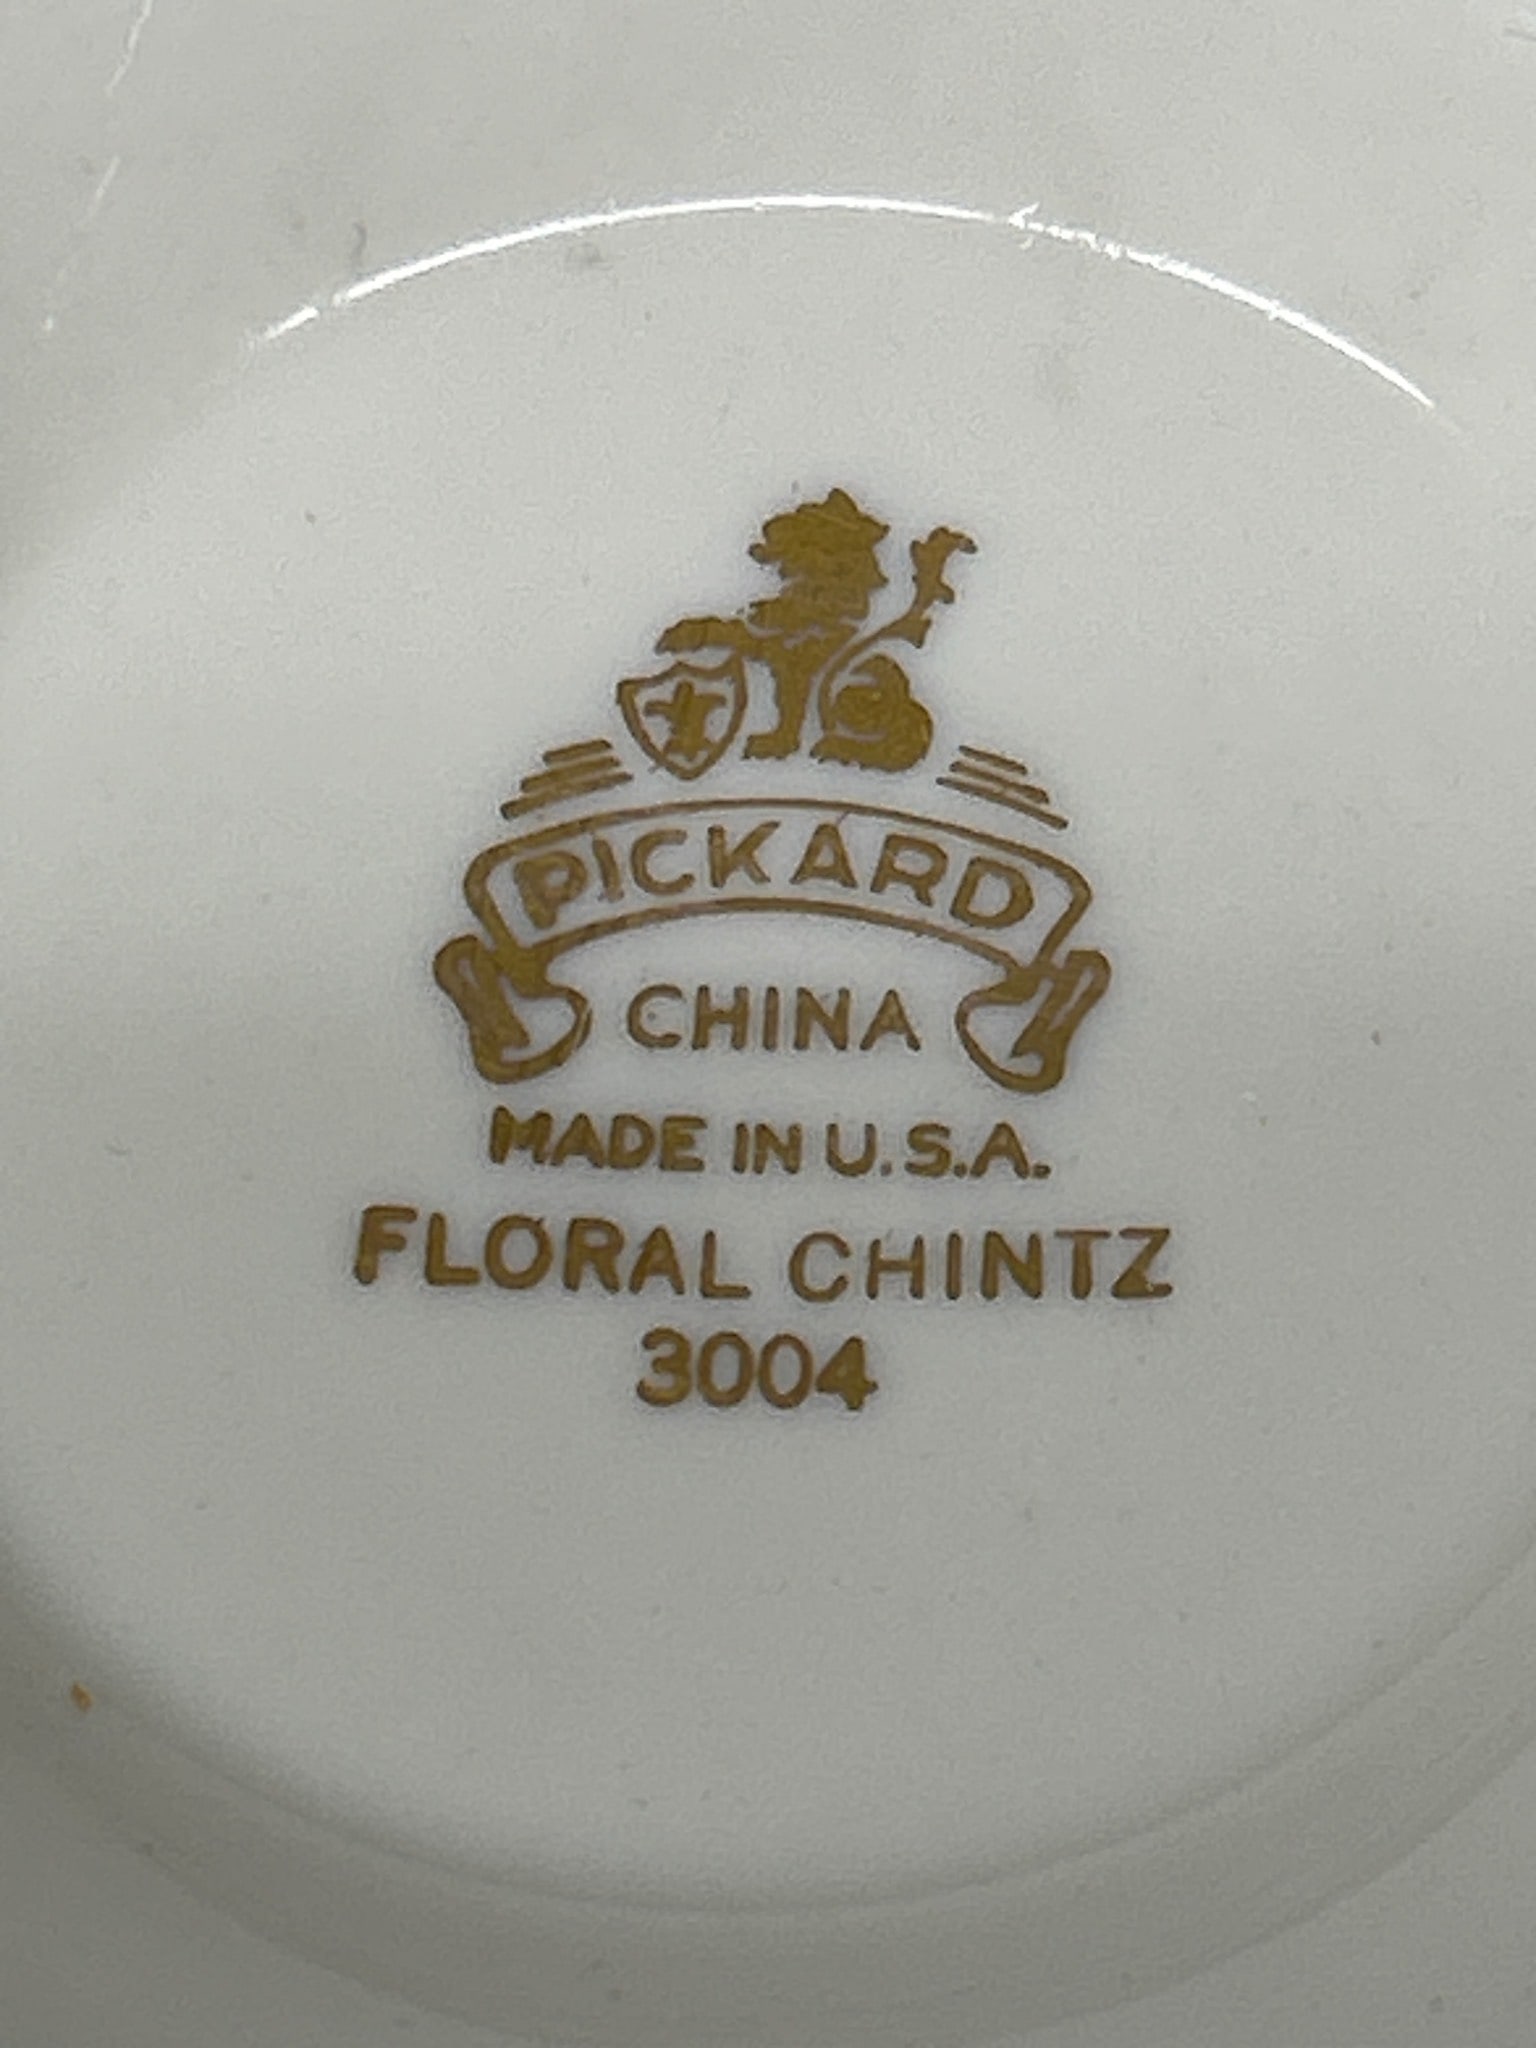 PICKARD
CHINA
MADE IN U.S.A.
FLORAL CHINTZ
3004